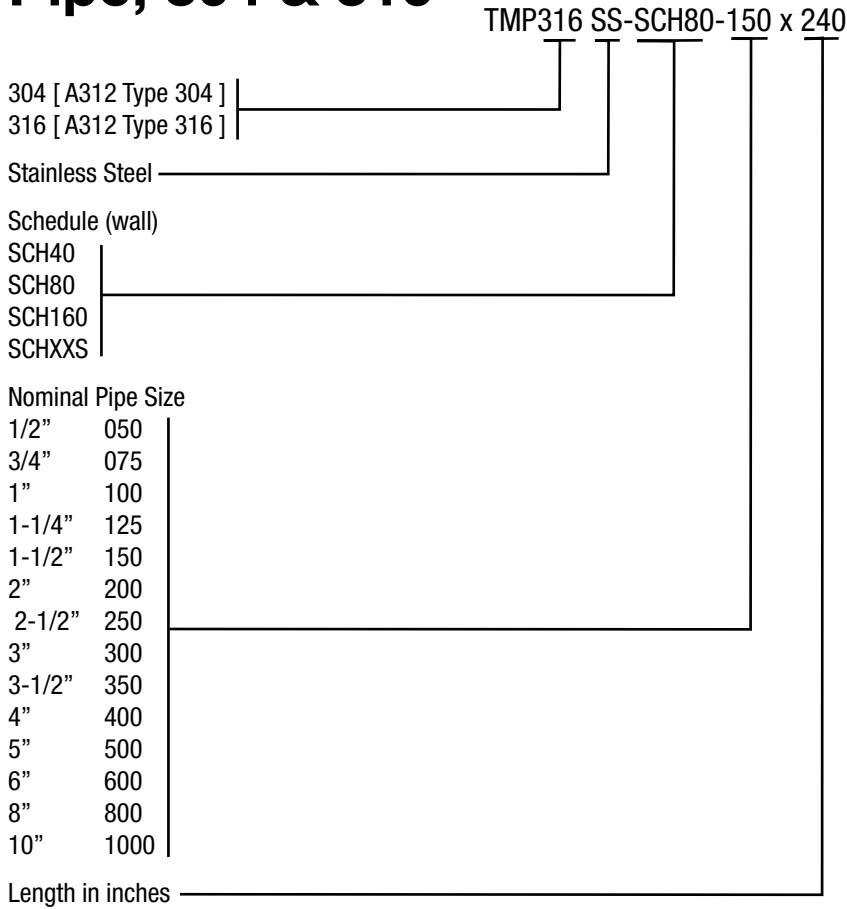 Pipe, 304 & 316
TMP316 SS-SCH80-150 x 240
304 [ A312 Type 304 ]
316 [ A312 Type 316 ]
Stainless Steel
Schedule (wall)
SCH40
SCH80
SCH160
SCHXXS
Nominal Pipe Size
1/2” 050
3/4” 075
1” 100
1-1/4” 125
1-1/2” 150
2” 200
2-1/2” 250
3” 300
3-1/2” 350
4” 400
5” 500
6” 600
8” 800
10” 1000
Length in inches